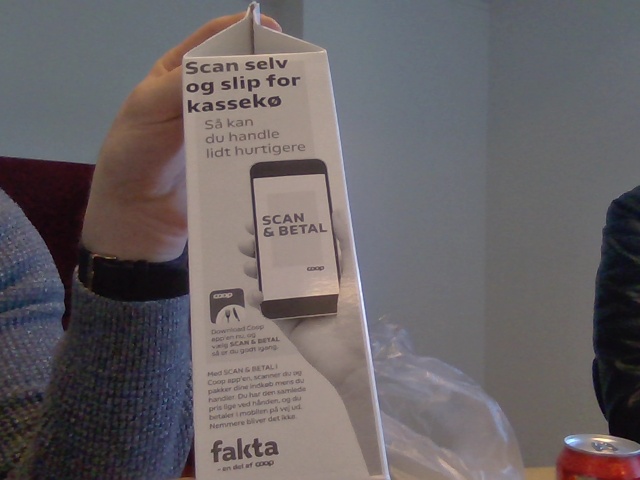 Scan selv
og slip for
kassekø
Så kan
du handle
lidt hurtigere
SCAN
& BETAL
coop
coop
Download Coop
app'en nu, og
vælg SCAN & BETAL
så er du godt igang.
Med SCAN & BETAL i
Coop app'en, scanner du og
pakker dine indkøb mens du
handler. Du har den samlede
pris lige ved hånden, og du
betaler i mobilen på vej ud.
Nemmere bliver det ikke.
fakta
- en del af coop